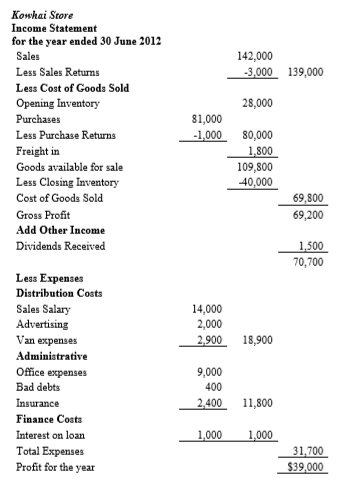 Kowhai Store
Income Statement
for the year ended 30 June 2012
Sales 142,000
Less Sales Returns -3,000 139,000
Less Cost of Goods Sold
Opening Inventory 28,000
Purchases 81,000
Less Purchase Returns -1,000 80,000
Freight in 1,800
Goods available for sale 109,800
Less Closing Inventory -40,000
Cost of Goods Sold 69,800
Gross Profit 69,200
Add Other Income
Dividends Received 1,500
70,700
Less Expenses
Distribution Costs
Sales Salary 14,000
Advertising 2,000
Van expenses 2,900 18,900
Administrative
Office expenses 9,000
Bad debts 400
Insurance 2,400 11,800
Finance Costs
Interest on loan 1,000 1,000
Total Expenses 31,700
Profit for the year $39,000